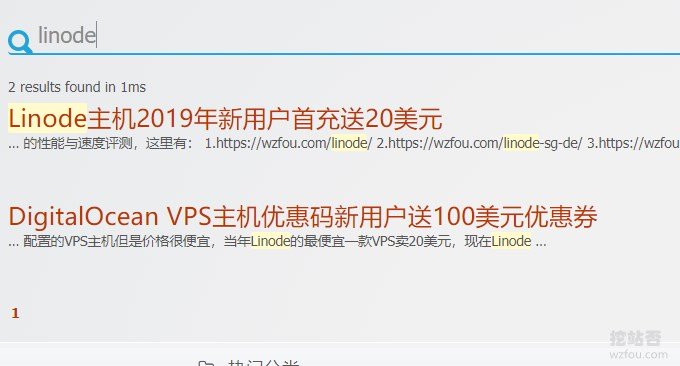 linode
2 results found in 1ms
Linode主机2019年新用户首充送20美元
... 的性能与速度评测，这里有： 1.https://wzfou.com/linode/ 2.https://wzfou.com/linode-sg-de/ 3.https://wzfou
DigitalOcean VPS主机优惠码新用户送100美元优惠券
... 配置的VPS主机但是价格很便宜，当年Linode的最便宜一款VPS卖20美元，现在Linode ...
1
挖站否
wzfou.com
热门分类